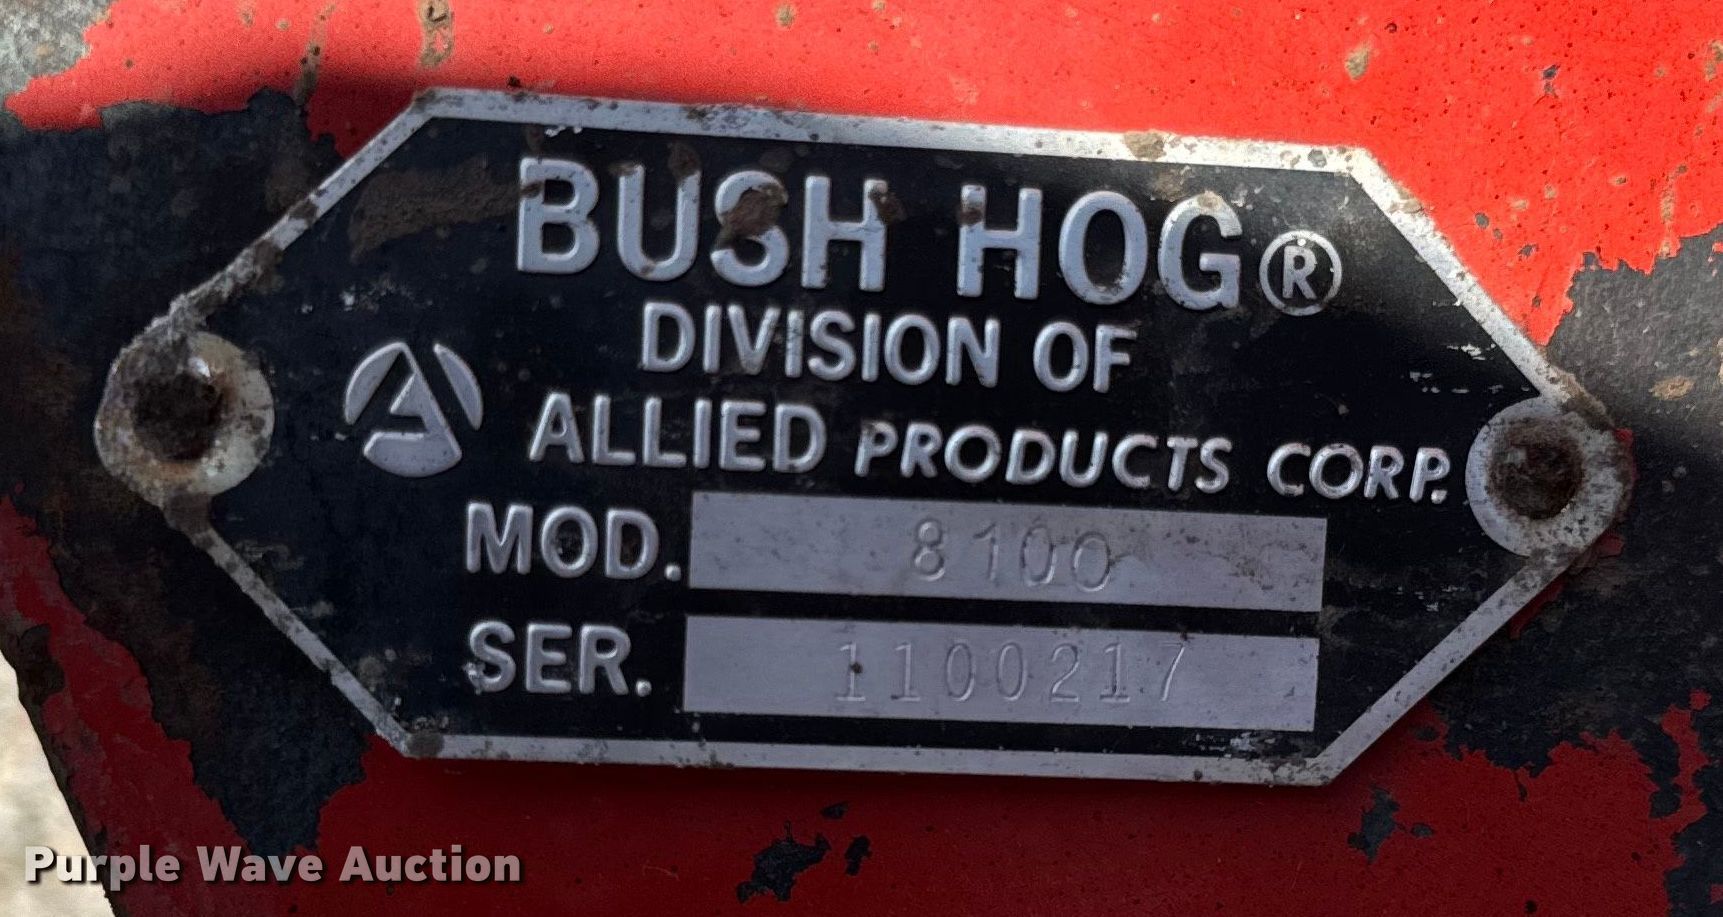 BUSH HOG®
DIVISION OF
ALLIED PRODUCTS CORP.
MOD. 8100
SER. 1100217
Purple Wave Auction